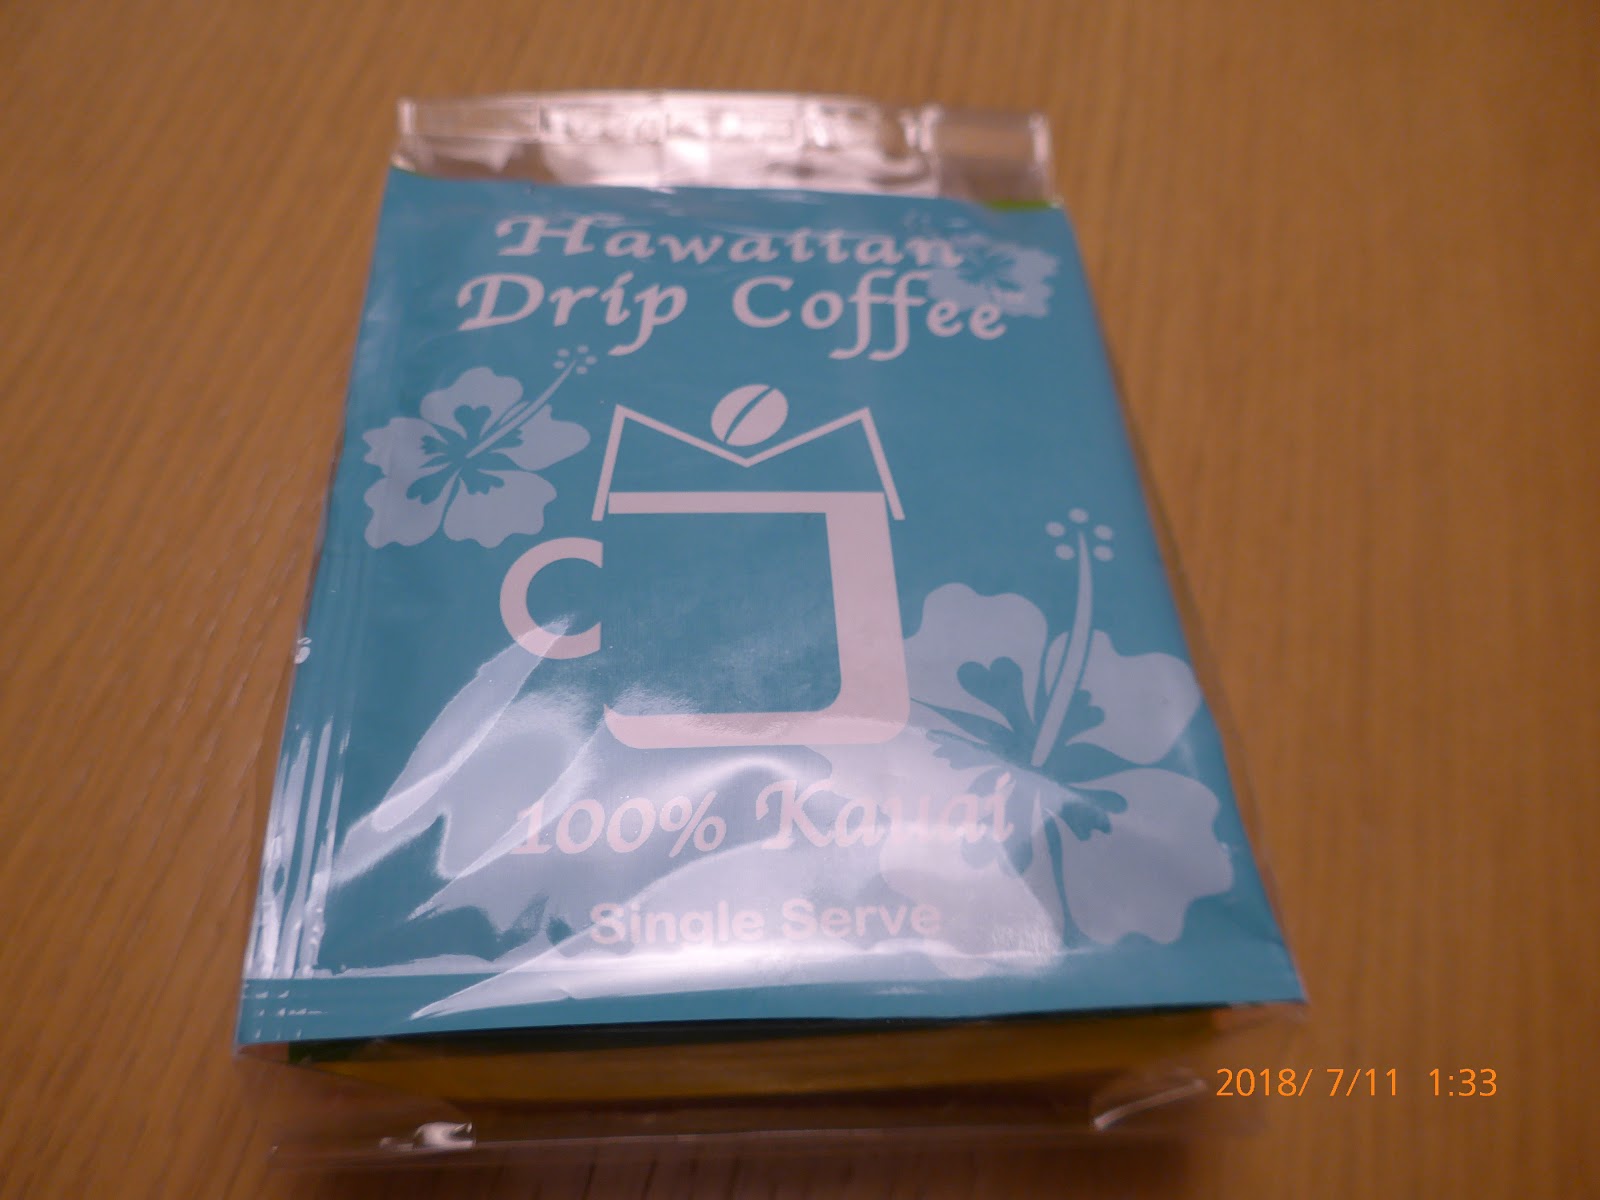 Hawaiian
Drip Coffee
100% Kauai
Single Serve
2018/ 7/11 1:33